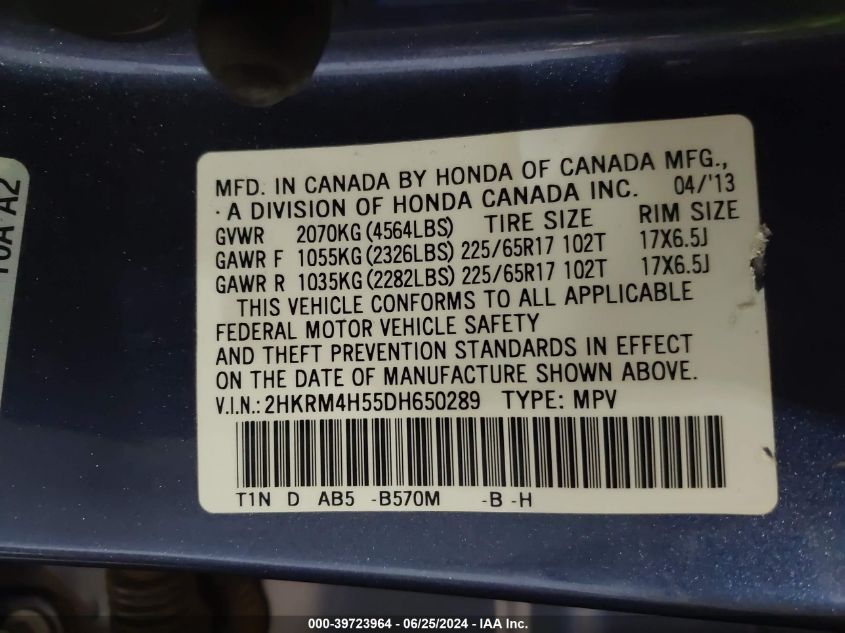 MFD. IN CANADA BY HONDA OF CANADA MFG.,
· A DIVISION OF HONDA CANADA INC. 04/'13
GVWR 2070KG (4564LBS) TIRE SIZE RIM SIZE
GAWR F 1055KG (2326LBS) 225/65R17 102T 17X6.5J
GAWR R 1035KG (2282LBS) 225/65R17 102T 17X6.5J
THIS VEHICLE CONFORMS TO ALL APPLICABLE
FEDERAL MOTOR VEHICLE SAFETY
AND THEFT PREVENTION STANDARDS IN EFFECT
ON THE DATE OF MANUFACTURE SHOWN ABOVE.
V.I.N.: 2HKRM4H55DH650289 TYPE: MPV
T1N D AB5 -B570M -B -H
A2
000-39723964 / 06/25/2024 - IAA Inc.